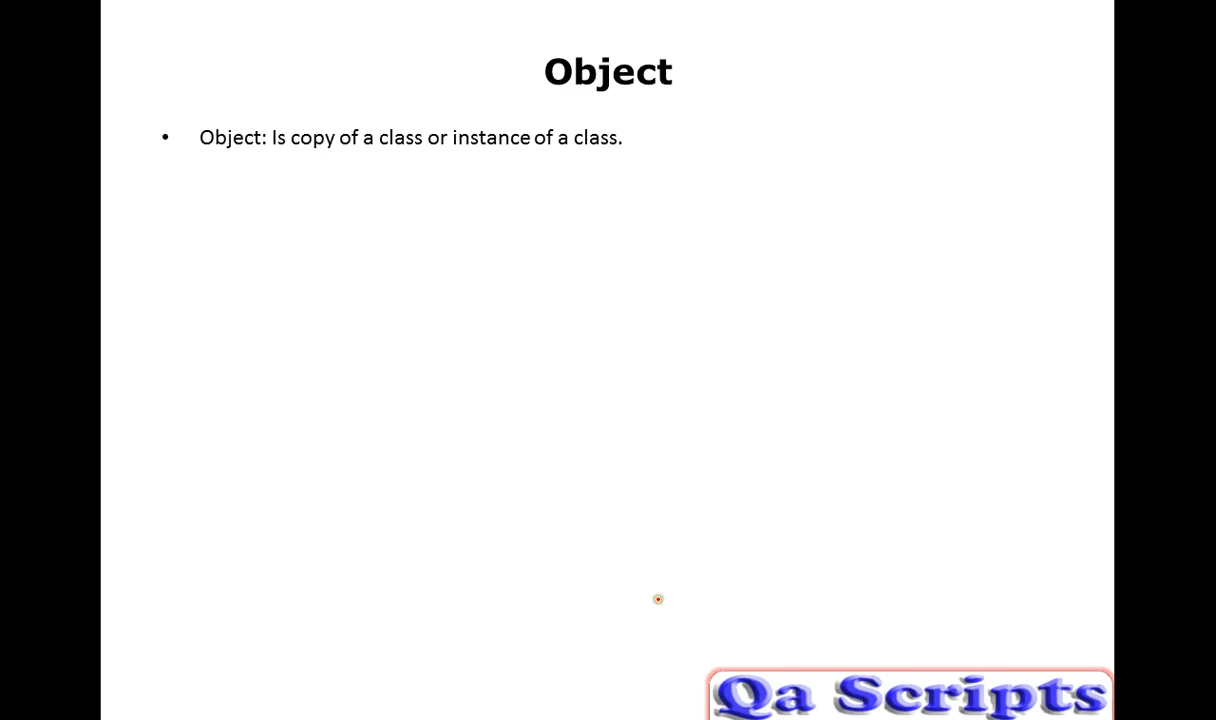 Object
• Object: Is copy of a class or instance of a class.
Qa Scripts